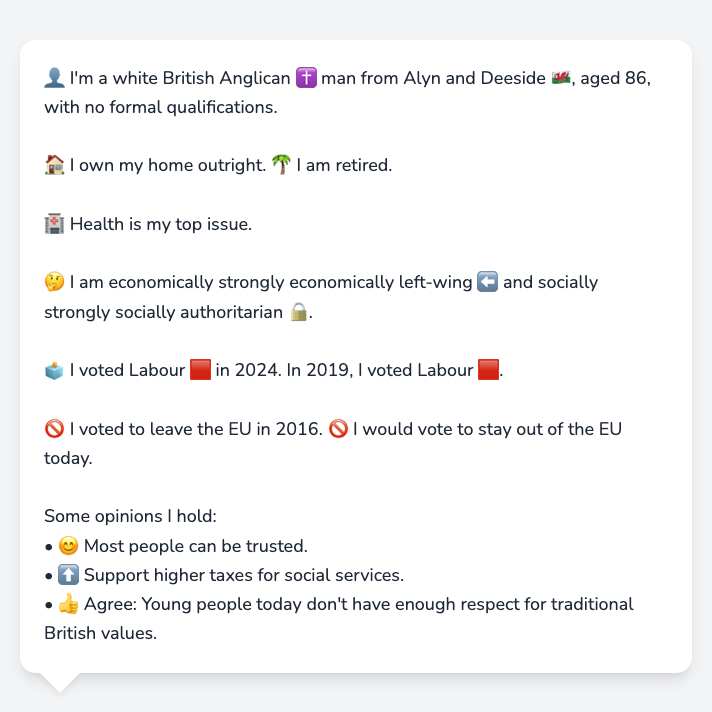 👤 I'm a white British Anglican ✝️ man from Alyn and Deeside 🏴󠁧󠁢󠁷󠁬󠁳󠁿, aged 86,
with no formal qualifications.
🏠 I own my home outright. 🌴 I am retired.
🏥 Health is my top issue.
🤔 I am economically strongly economically left-wing ⬅️ and socially
strongly socially authoritarian 🔒.
🗳️ I voted Labour 🟥 in 2024. In 2019, I voted Labour 🟥.
🚫 I voted to leave the EU in 2016. 🚫 I would vote to stay out of the EU
today.
Some opinions I hold:
• 😊 Most people can be trusted.
• ⬆️ Support higher taxes for social services.
• 👍 Agree: Young people today don't have enough respect for traditional
British values.